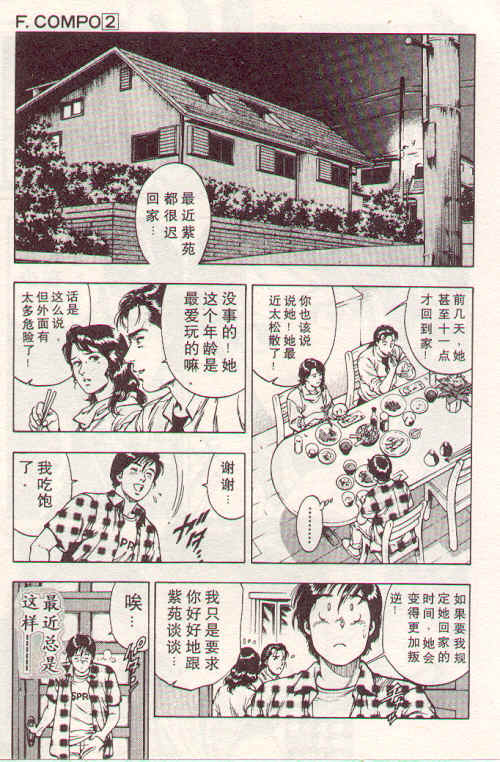 F. COMPO 2
最近紫苑
都很迟
回家…
前几天,她
甚至十一点
才回到家!
你也该说
说她!她最
近太松散了!
没事的!她
这个年龄是
最爱玩的嘛.
话是
这么说,
但外面有
太多危险了!
………
谢谢…
我吃饱
了.
SPR
如果要我规
定她回家的
时间,她会
变得更加叛
逆!
我只是要求
你好好地跟
紫苑谈谈…
唉…
最近总是
这样………
SPR